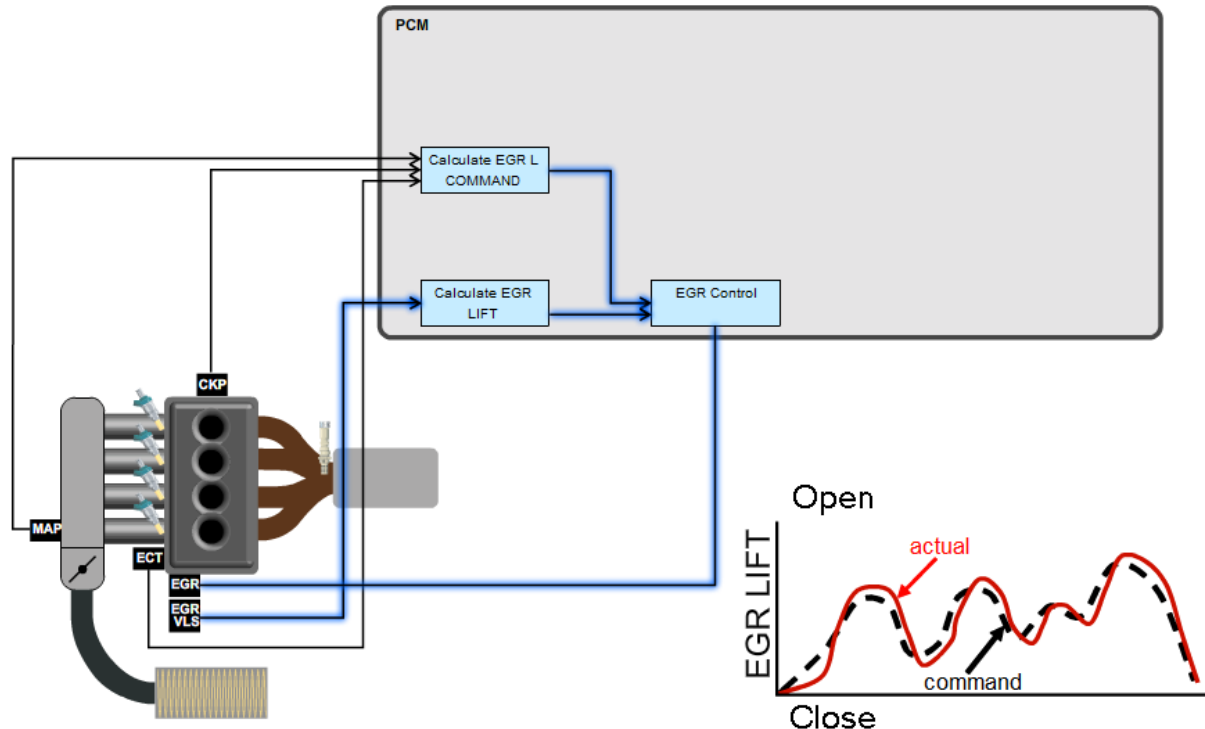 PCM
Calculate EGR L
COMMAND
Calculate EGR
LIFT
EGR Control
CKP
MAP
ECT
EGR
EGR
VLS
Open
EGR LIFT
actual
command
Close